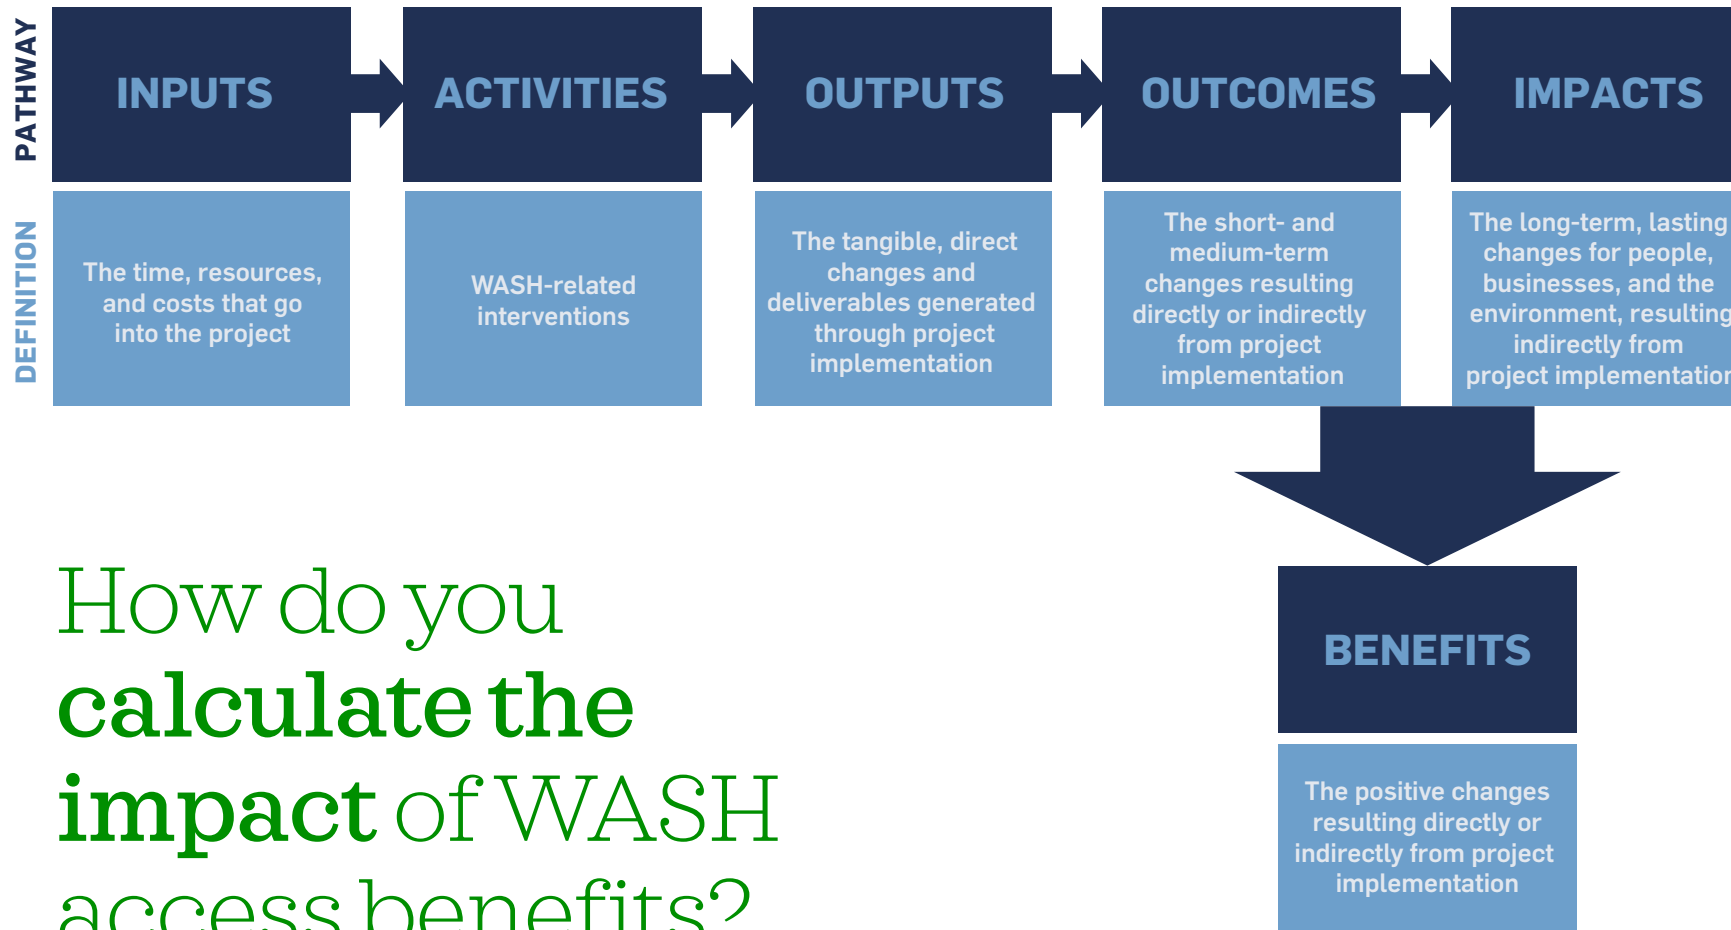 PATHWAY
INPUTS
ACTIVITIES
OUTPUTS
OUTCOMES
IMPACTS
DEFINITION
The time, resources,
and costs that go
into the project
WASH-related
interventions
The tangible, direct
changes and
deliverables generated
through project
implementation
The short- and
medium-term
changes resulting
directly or indirectly
from project
implementation
The long-term, lasting
changes for people,
businesses, and the
environment, resulting
indirectly from
project implementation
BENEFITS
The positive changes
resulting directly or
indirectly from project
implementation
How do you
calculate the
impact of WASH
access benefits?